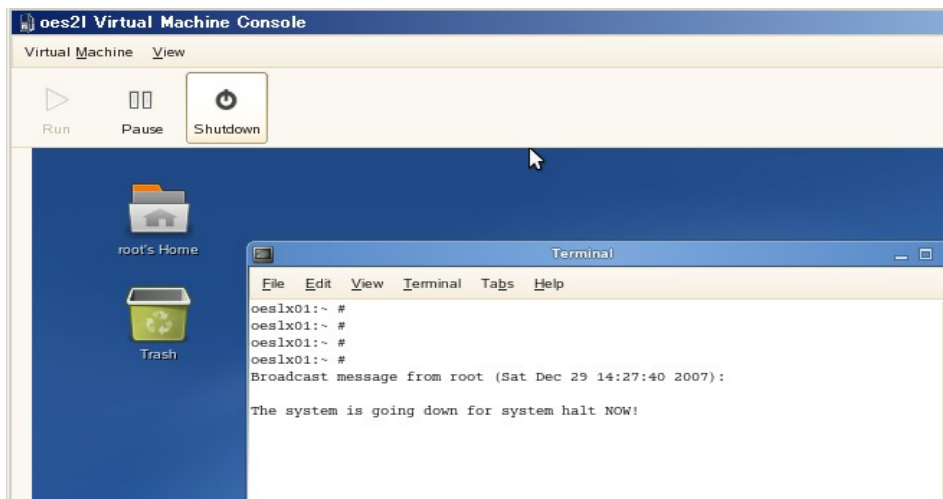 oes2l Virtual Machine Console
Virtual Machine View
Run Pause Shutdown
root's Home
Trash
Terminal
File Edit View Terminal Tabs Help
oeslx01:~ #
oeslx01:~ #
oeslx01:~ #
oeslx01:~ #
Broadcast message from root (Sat Dec 29 14:27:40 2007):
The system is going down for system halt NOW!